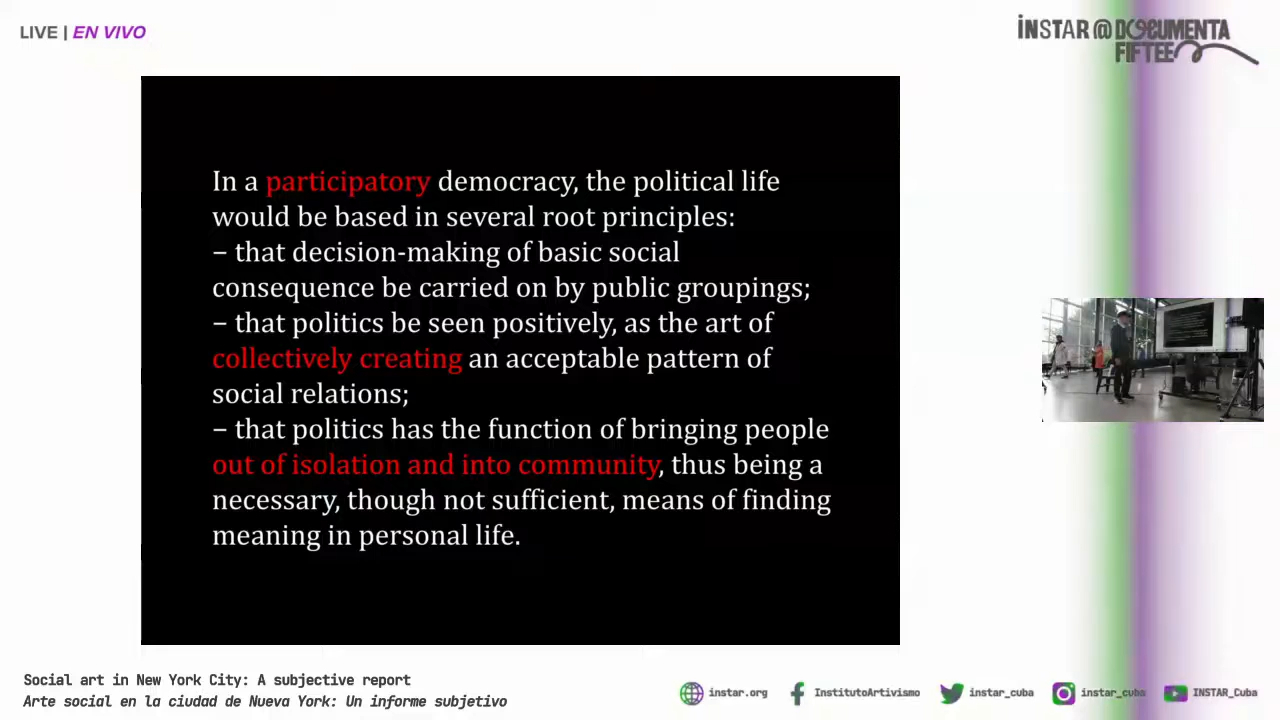 LIVE | EN VIVO
INSTAR @ DOCUMENTA
FIFTEE
In a participatory democracy, the political life
would be based in several root principles:
– that decision-making of basic social
consequence be carried on by public groupings;
– that politics be seen positively, as the art of
collectively creating an acceptable pattern of
social relations;
– that politics has the function of bringing people
out of isolation and into community, thus being a
necessary, though not sufficient, means of finding
meaning in personal life.
Social art in New York City: A subjective report
Arte social en la ciudad de Nueva York: Un informe subjetivo
instar.org
InstitutoArtivismo
instar_cuba
instar_cuba
INSTAR_Cuba